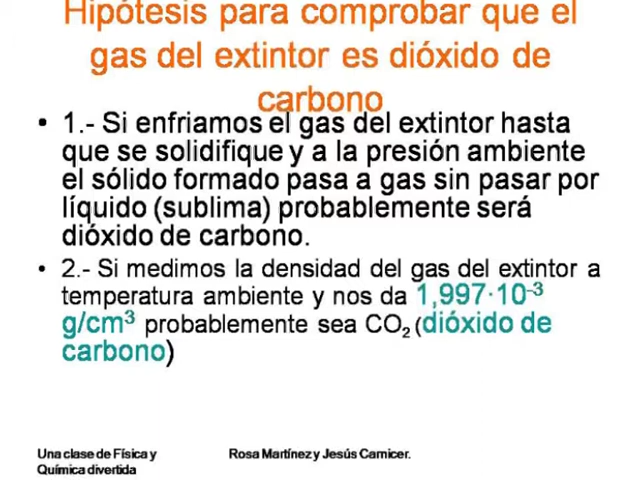 Hipótesis para comprobar que el
gas del extintor es dióxido de
carbono
• 1.- Si enfriamos el gas del extintor hasta
que se solidifique y a la presión ambiente
el sólido formado pasa a gas sin pasar por
líquido (sublima) probablemente será
dióxido de carbono.
• 2.- Si medimos la densidad del gas del extintor a
temperatura ambiente y nos da 1,997·10⁻³
g/cm³ probablemente sea CO₂ (dióxido de
carbono)
Una clase de Física y
Química divertida
Rosa Martínez y Jesús Carnicer.